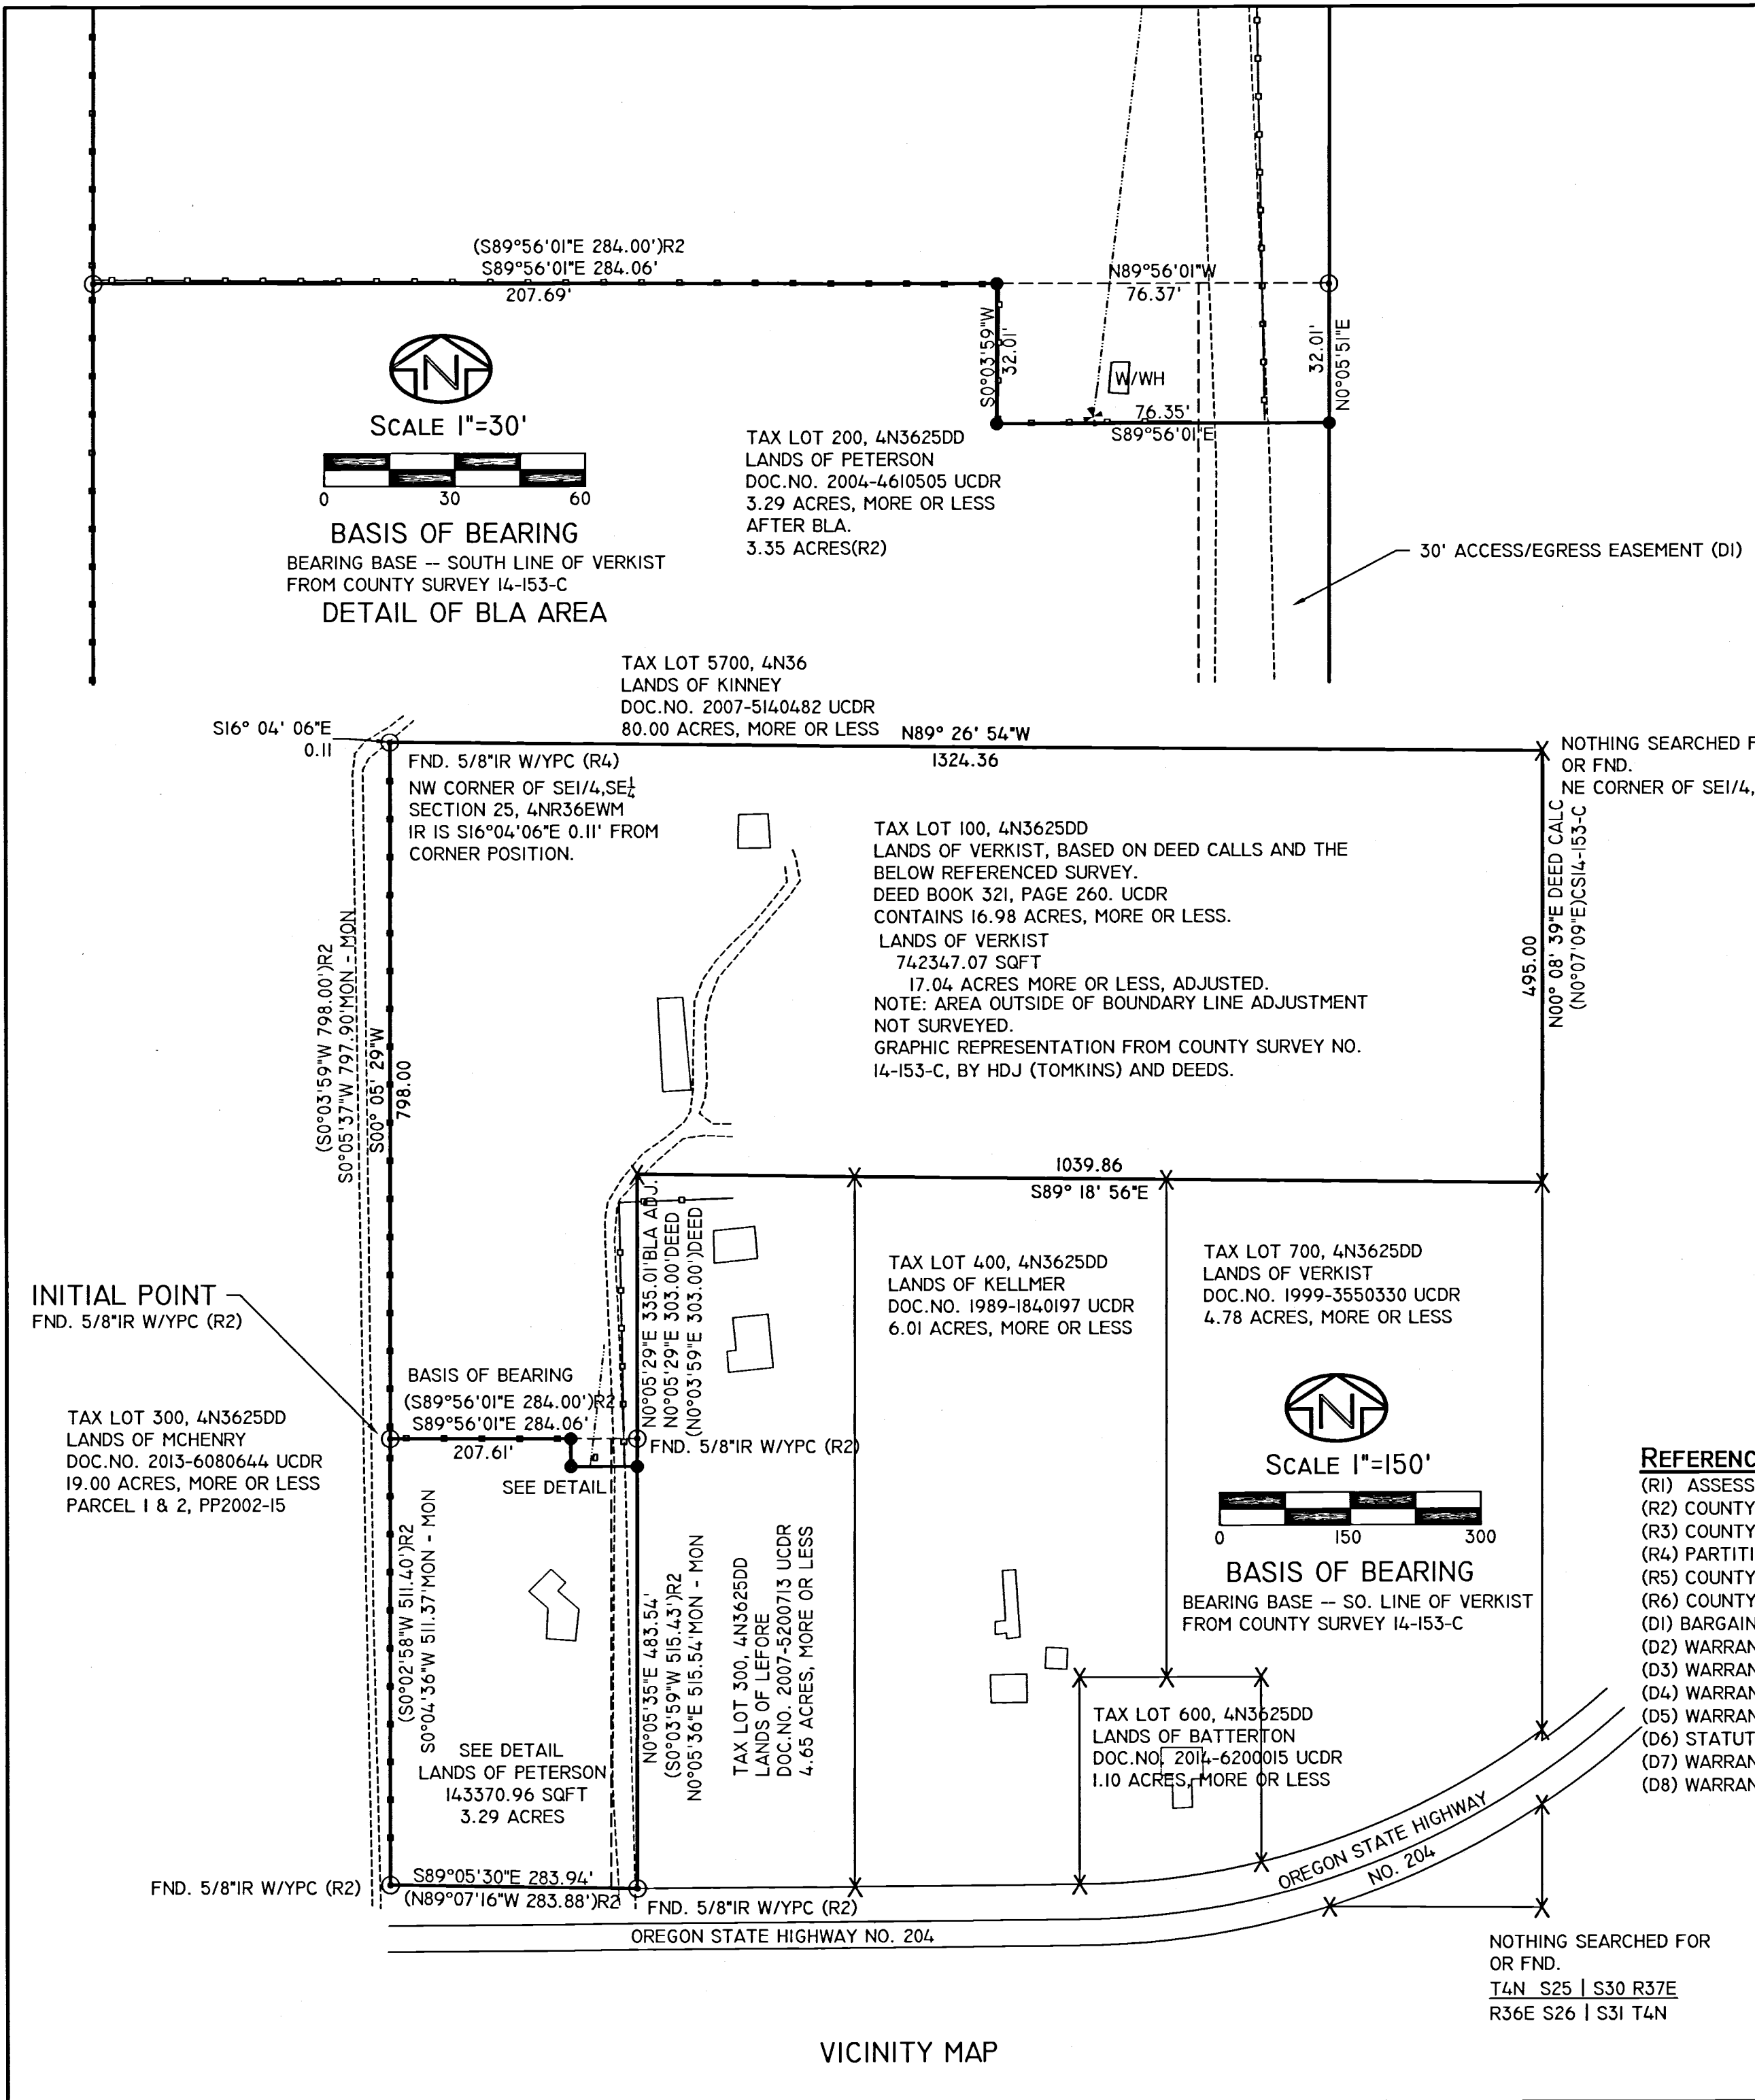 (S89°56'01"E 284.00')R2
S89°56'01"E 284.06'
207.69'
N89°56'01"W
76.37'
S0°03'59"W
32.01'
32.01'
N0°05'51"E
W/WH
76.35'
S89°56'01"E
N
SCALE 1"=30'
0 30 60
BASIS OF BEARING
BEARING BASE -- SOUTH LINE OF VERKIST
FROM COUNTY SURVEY 14-153-C
DETAIL OF BLA AREA
TAX LOT 200, 4N3625DD
LANDS OF PETERSON
DOC.NO. 2004-4610505 UCDR
3.29 ACRES, MORE OR LESS
AFTER BLA.
3.35 ACRES(R2)
30' ACCESS/EGRESS EASEMENT (D1)
TAX LOT 5700, 4N36
LANDS OF KINNEY
DOC.NO. 2007-5140482 UCDR
80.00 ACRES, MORE OR LESS
N89° 26' 54"W
1324.36
S16° 04' 06"E
0.11
FND. 5/8"IR W/YPC (R4)
NW CORNER OF SE1/4,SE1/4
SECTION 25, 4NR36EWM
IR IS S16°04'06"E 0.11' FROM
CORNER POSITION.
NOTHING SEARCHED F
OR FND.
NE CORNER OF SE1/4,
TAX LOT 100, 4N3625DD
LANDS OF VERKIST, BASED ON DEED CALLS AND THE
BELOW REFERENCED SURVEY.
DEED BOOK 321, PAGE 260. UCDR
CONTAINS 16.98 ACRES, MORE OR LESS.
LANDS OF VERKIST
742347.07 SQFT
17.04 ACRES MORE OR LESS, ADJUSTED.
NOTE: AREA OUTSIDE OF BOUNDARY LINE ADJUSTMENT
NOT SURVEYED.
GRAPHIC REPRESENTATION FROM COUNTY SURVEY NO.
14-153-C, BY HDJ (TOMKINS) AND DEEDS.
495.00
N00° 08' 39"E DEED CALC
(N0°07'09"E)CS14-153-C
(S0°03'59"W 798.00')R2
S0°05'37"W 797.90'MON - MON
S00° 05' 29"W
798.00
1039.86
S89° 18' 56"E
N0°05'29"E 335.01'BLA ADJ.
N0°05'29"E 303.00'DEED
(N0°03'59"E 303.00')DEED
TAX LOT 400, 4N3625DD
LANDS OF KELLMER
DOC.NO. 1989-1840197 UCDR
6.01 ACRES, MORE OR LESS
TAX LOT 700, 4N3625DD
LANDS OF VERKIST
DOC.NO. 1999-3550330 UCDR
4.78 ACRES, MORE OR LESS
INITIAL POINT
FND. 5/8"IR W/YPC (R2)
BASIS OF BEARING
(S89°56'01"E 284.00')R2
S89°56'01"E 284.06'
207.61'
FND. 5/8"IR W/YPC (R2)
SEE DETAIL
TAX LOT 300, 4N3625DD
LANDS OF MCHENRY
DOC.NO. 2013-6080644 UCDR
19.00 ACRES, MORE OR LESS
PARCEL 1 & 2, PP2002-15
N
SCALE 1"=150'
0 150 300
BASIS OF BEARING
BEARING BASE -- SO. LINE OF VERKIST
FROM COUNTY SURVEY 14-153-C
REFERENC
(R1) ASSESS
(R2) COUNTY
(R3) COUNTY
(R4) PARTITI
(R5) COUNTY
(R6) COUNTY
(D1) BARGAIN
(D2) WARRAN
(D3) WARRAN
(D4) WARRAN
(D5) WARRAN
(D6) STATUT
(D7) WARRAN
(D8) WARRAN
(S0°02'58"W 511.40')R2
S0°04'36"W 511.37'MON - MON
N0°05'35"E 483.54'
(S0°03'59"W 515.43')R2
N0°05'36"E 515.54'MON - MON
TAX LOT 300, 4N3625DD
LANDS OF LEFORE
DOC.NO. 2007-5200713 UCDR
4.65 ACRES, MORE OR LESS
TAX LOT 600, 4N3625DD
LANDS OF BATTERTON
DOC.NO. 2014-6200015 UCDR
1.10 ACRES, MORE OR LESS
SEE DETAIL
LANDS OF PETERSON
143370.96 SQFT
3.29 ACRES
FND. 5/8"IR W/YPC (R2)
S89°05'30"E 283.94'
(N89°07'16"W 283.88')R2
FND. 5/8"IR W/YPC (R2)
OREGON STATE HIGHWAY
NO. 204
OREGON STATE HIGHWAY NO. 204
NOTHING SEARCHED FOR
OR FND.
T4N S25 | S30 R37E
R36E S26 | S31 T4N
VICINITY MAP